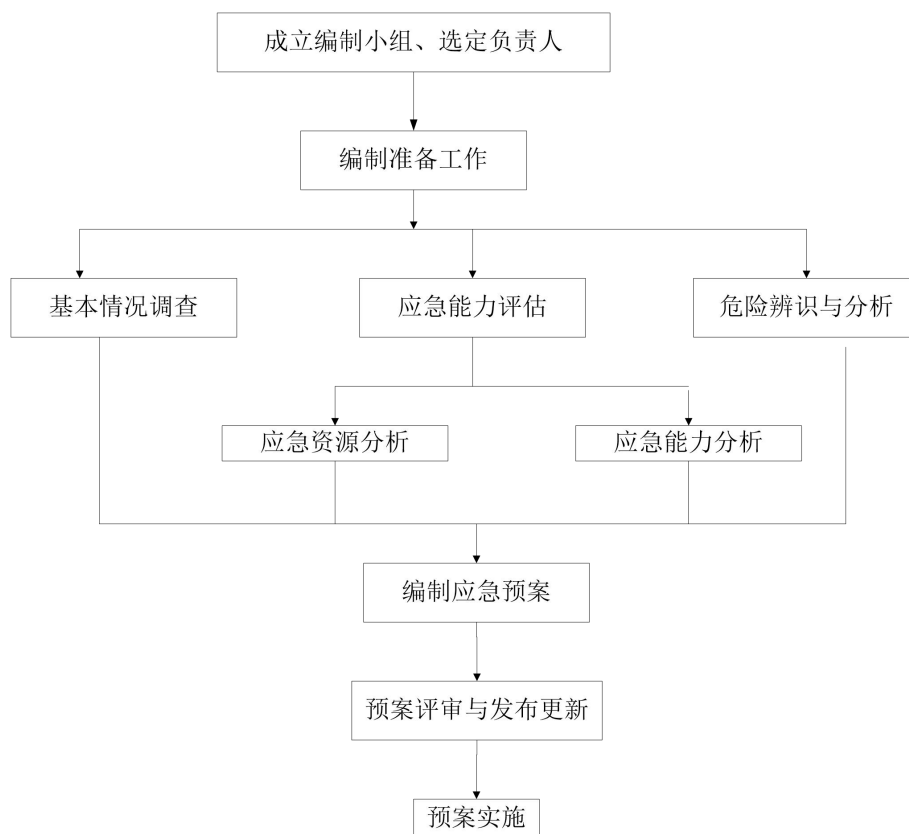 成立编制小组、选定负责人
编制准备工作
基本情况调查
应急能力评估
危险辨识与分析
应急资源分析
应急能力分析
编制应急预案
预案评审与发布更新
预案实施